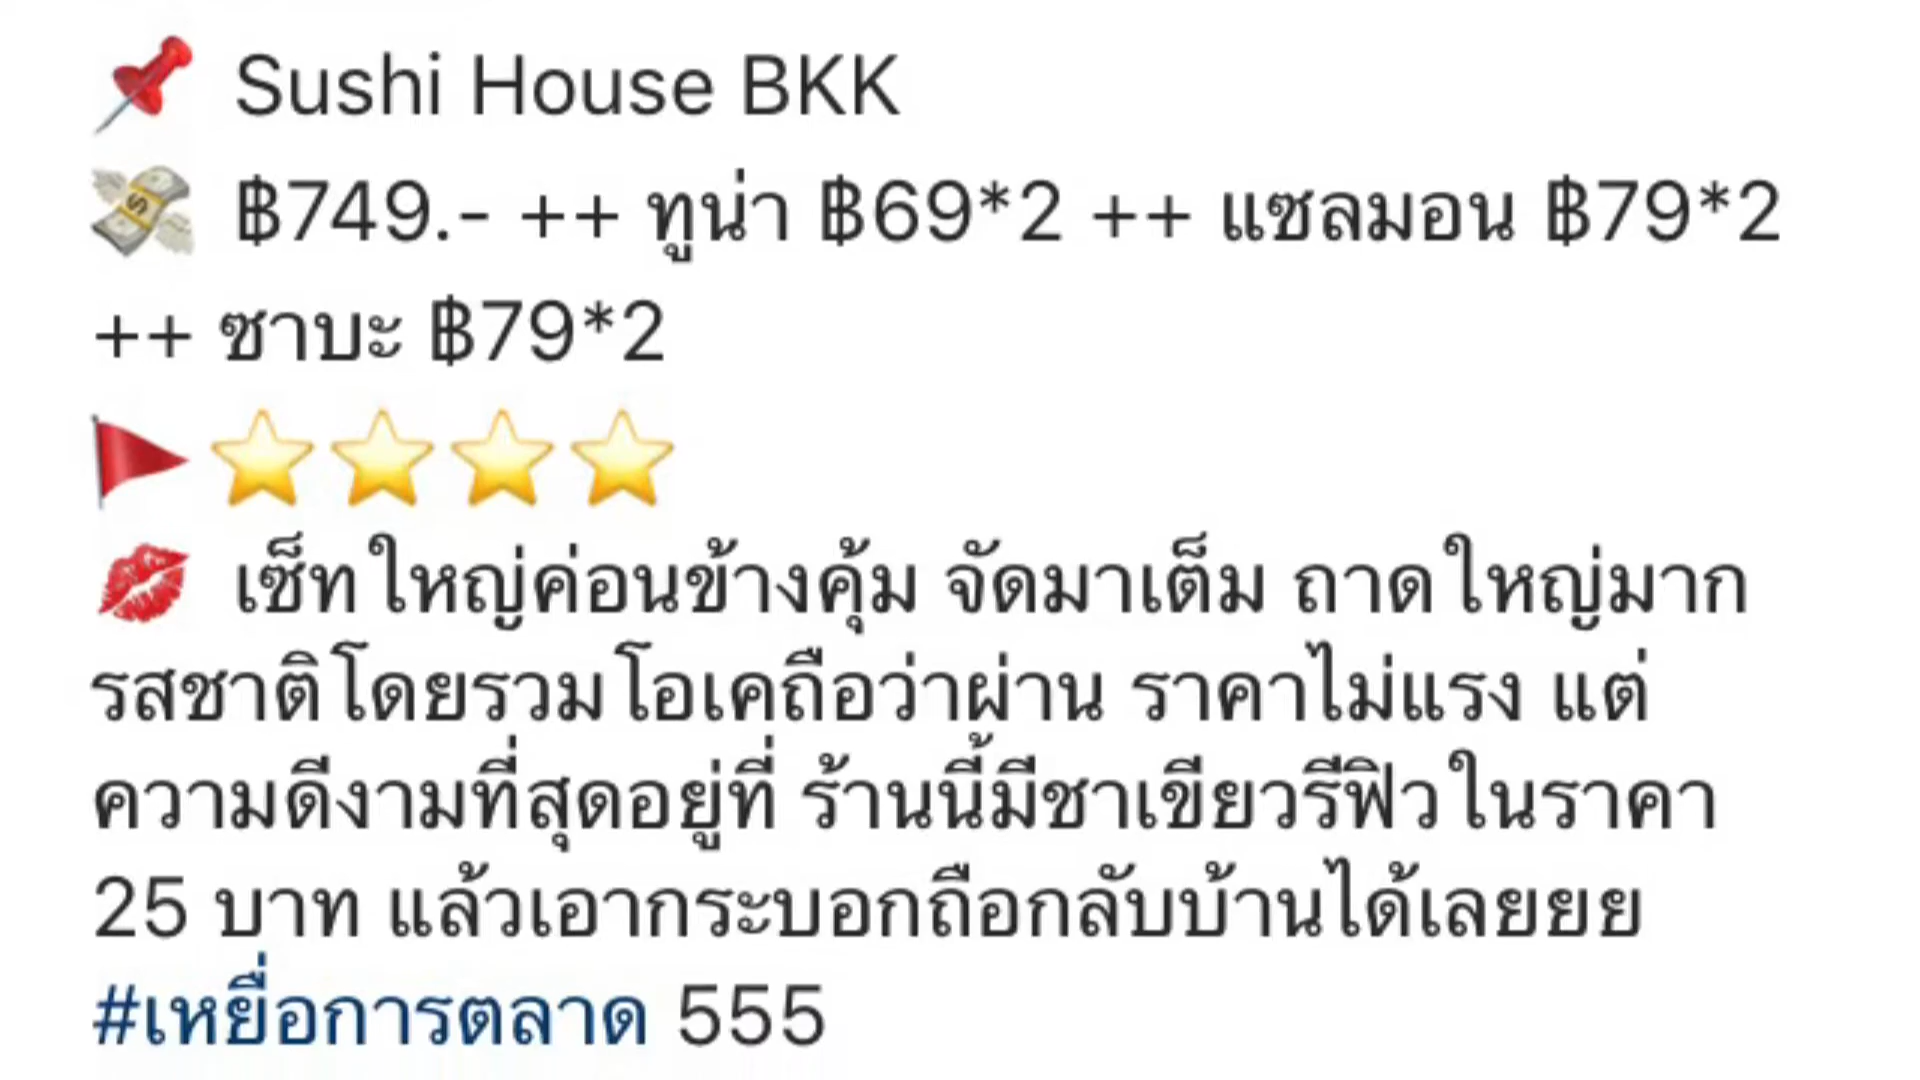 📌 Sushi House BKK
💸 ฿749.- ++ ทูน่า ฿69*2 ++ แซลมอน ฿79*2
++ ซาบะ ฿79*2
🚩⭐⭐⭐⭐
💋 เซ็ทใหญ่ค่อนข้างคุ้ม จัดมาเต็ม ถาดใหญ่มาก
รสชาติโดยรวมโอเคถือว่าผ่าน ราคาไม่แรง แต่
ความดีงามที่สุดอยู่ที่ ร้านนี้มีชาเขียวรีฟิวในราคา
25 บาท แล้วเอากระบอกถือกลับบ้านได้เลยยย
#เหยื่อการตลาด 555